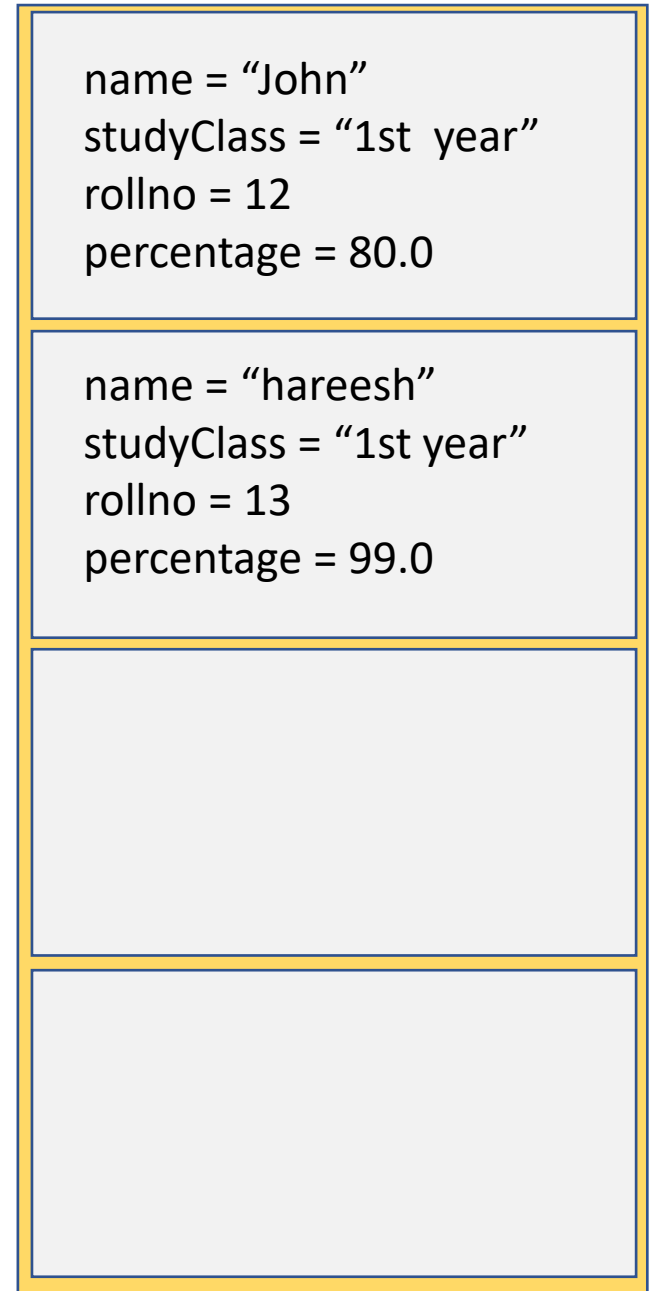 name = “John”
studyClass = “1st  year”
rollno = 12
percentage = 80.0
name = “hareesh”
studyClass = “1st year”
rollno = 13
percentage = 99.0